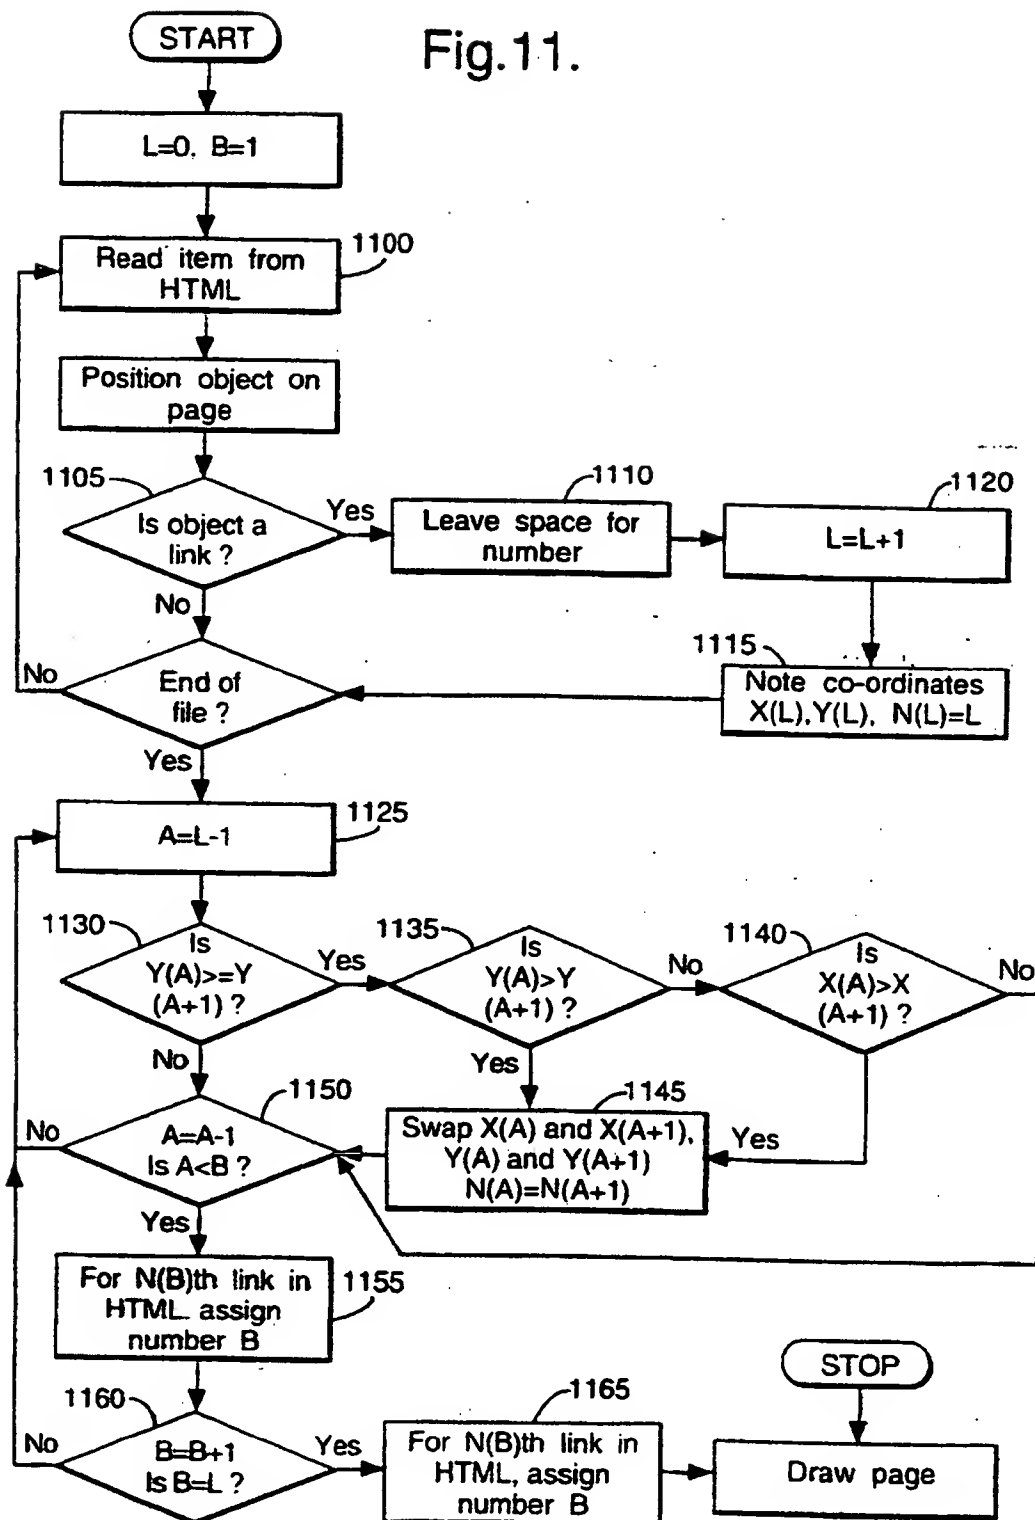 START
Fig.11.
L=0. B=1
1100
Read item from
HTML
Position object on
page
1105
Is object a
link ?
Yes
No
1110
Leave space for
number
1120
L=L+1
1115
Note co-ordinates
X(L),Y(L), N(L)=L
End of
file ?
No
Yes
1125
A=L-1
1130
Is
Y(A)>=Y
(A+1) ?
Yes
No
1135
Is
Y(A)>Y
(A+1) ?
No
Yes
1140
Is
X(A)>X
(A+1) ?
No
Yes
1145
Swap X(A) and X(A+1),
Y(A) and Y(A+1)
N(A)=N(A+1)
1150
A=A-1
Is A<B ?
No
Yes
1155
For N(B)th link in
HTML assign
number B
1160
B=B+1
Is B=L ?
No
Yes
1165
For N(B)th link in
HTML, assign
number B
STOP
Draw page